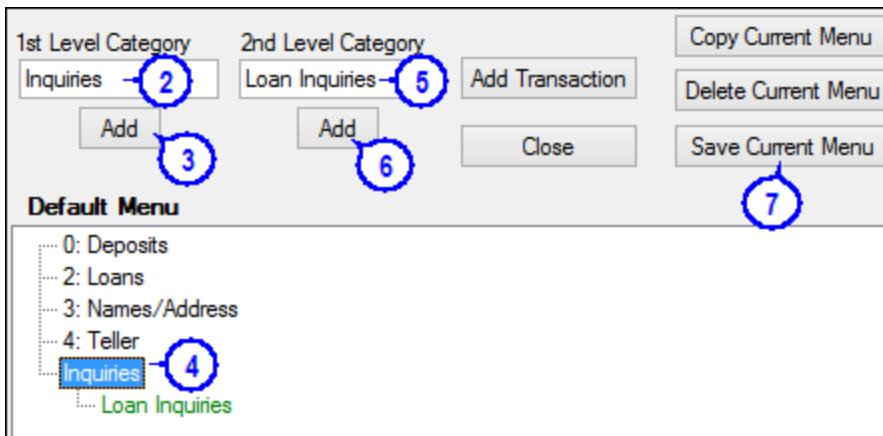 1st Level Category 2nd Level Category Copy Current Menu
Inquiries 2 Loan Inquiries 5 Add Transaction Delete Current Menu
Add 3 Add 6 Close Save Current Menu
7
Default Menu
0: Deposits
2: Loans
3: Names/Address
4: Teller
Inquiries 4
Loan Inquiries